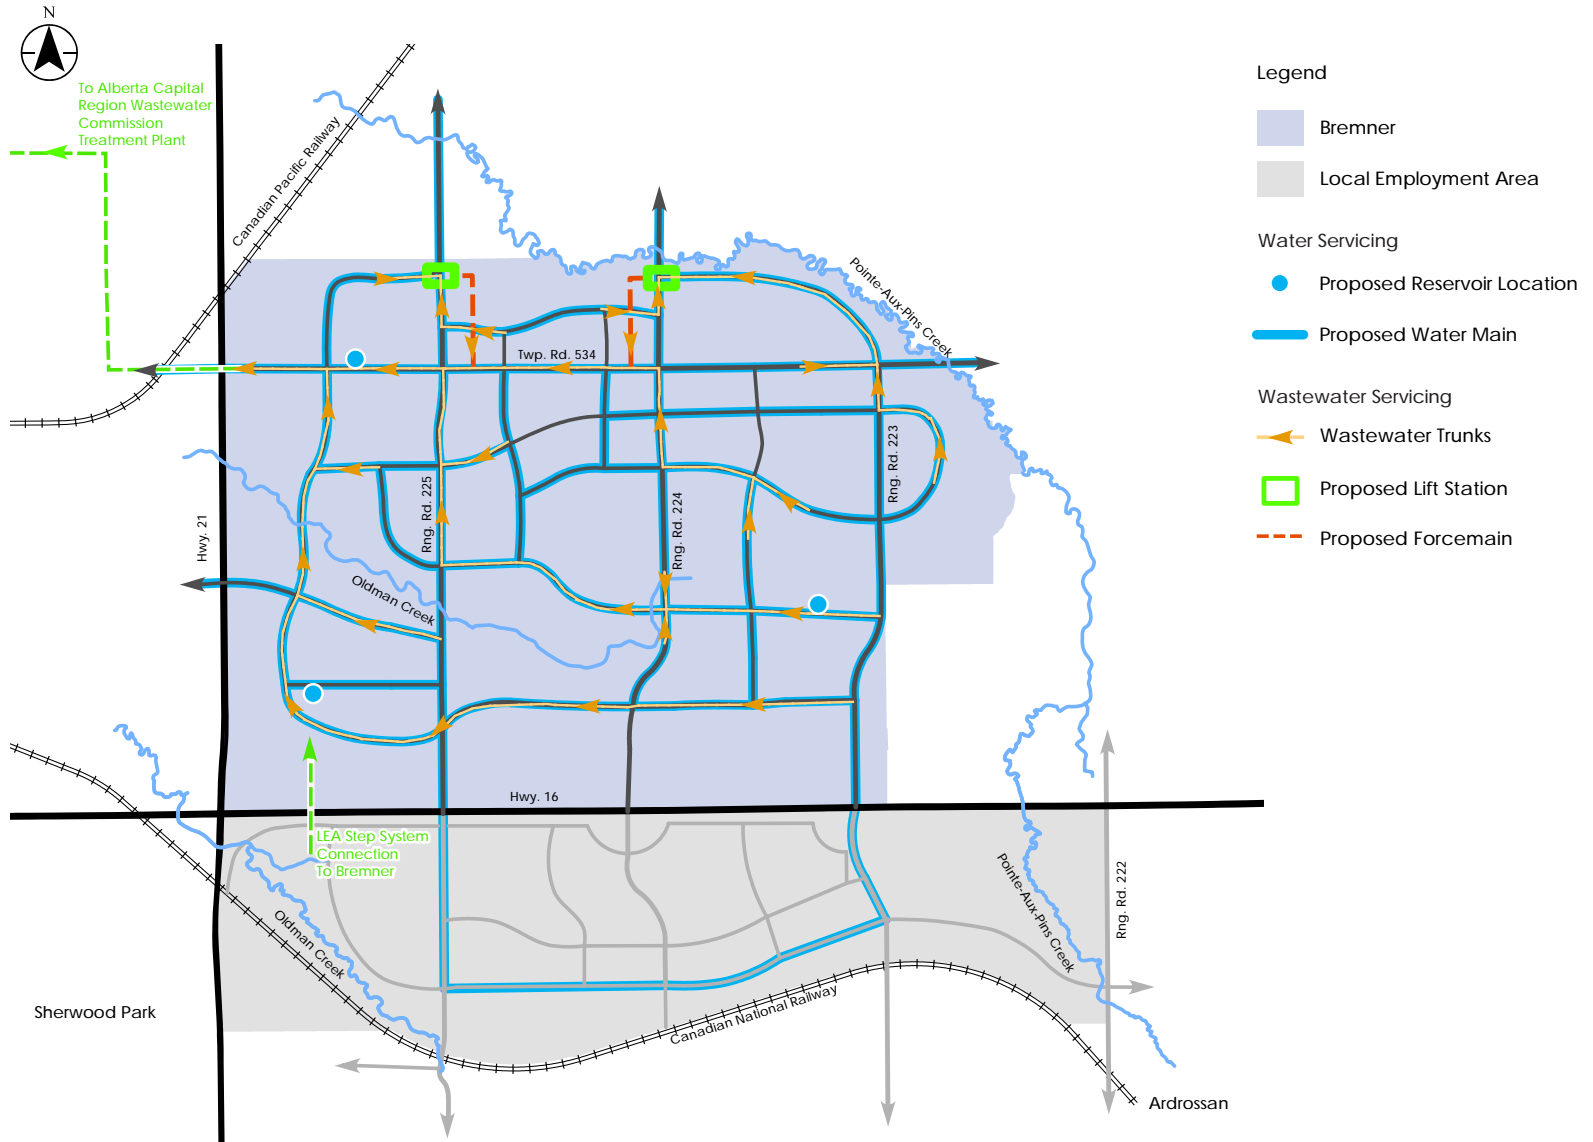 N
To Alberta Capital
Region Wastewater
Commission
Treatment Plant
Canadian Pacific Railway
Pointe-Aux-Pins Creek
Twp. Rd. 534
Rng. Rd. 223
Rng. Rd. 225
Rng. Rd. 224
Hwy. 21
Oldman Creek
Hwy. 16
LEA Step System
Connection
To Bremner
Oldman Creek
Pointe-Aux-Pins Creek
Rng. Rd. 222
Canadian National Railway
Sherwood Park
Ardrossan
Legend
Bremner
Local Employment Area
Water Servicing
Proposed Reservoir Location
Proposed Water Main
Wastewater Servicing
Wastewater Trunks
Proposed Lift Station
Proposed Forcemain